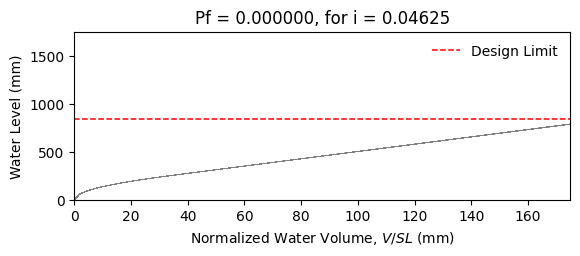 Pf = 0.000000, for i = 0.04625
Water Level (mm)
1500
1000
500
0
Design Limit
0 20 40 60 80 100 120 140 160
Normalized Water Volume, V/SL (mm)